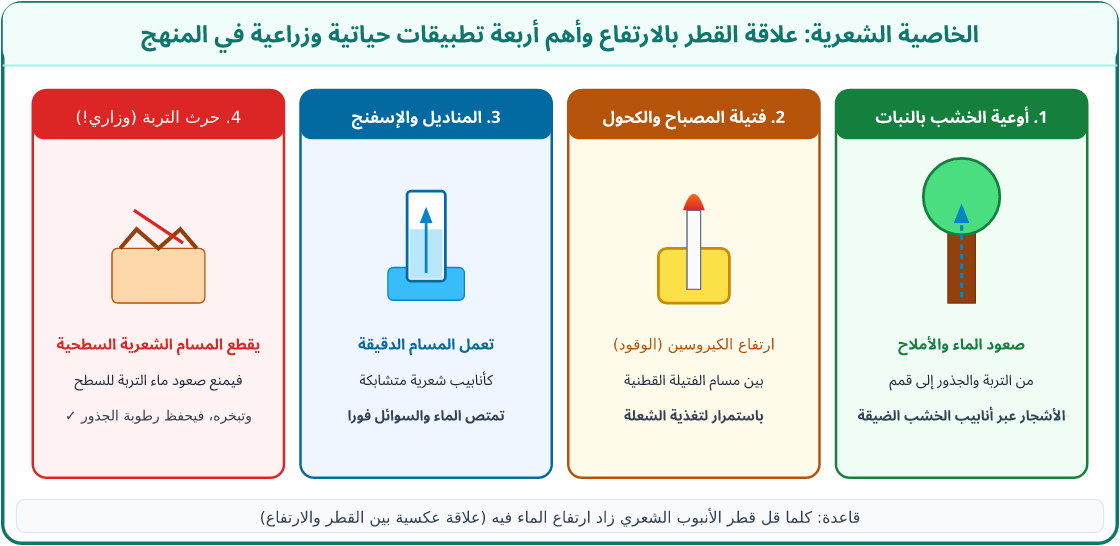 الخاصية الشعرية: علاقة القطر بالارتفاع وأهم أربعة تطبيقات حياتية وزراعية في المنهج
1. أوعية الخشب بالنبات
صعود الماء والأملاح
من التربة والجذور إلى قمم
الأشجار عبر أنابيب الخشب الضيقة
2. فتيلة المصباح والكحول
ارتفاع الكيروسين (الوقود)
بين مسام الفتيلة القطنية
باستمرار لتغذية الشعلة
3. المناديل والإسفنج
تعمل المسام الدقيقة
كأنابيب شعرية متشابكة
تمتص الماء والسوائل فورا
4. حرث التربة (وزاري!)
يقطع المسام الشعرية السطحية
فيمنع صعود ماء التربة للسطح
وتبخره، فيحفظ رطوبة الجذور ✓
قاعدة: كلما قل قطر الأنبوب الشعري زاد ارتفاع الماء فيه (علاقة عكسية بين القطر والارتفاع)